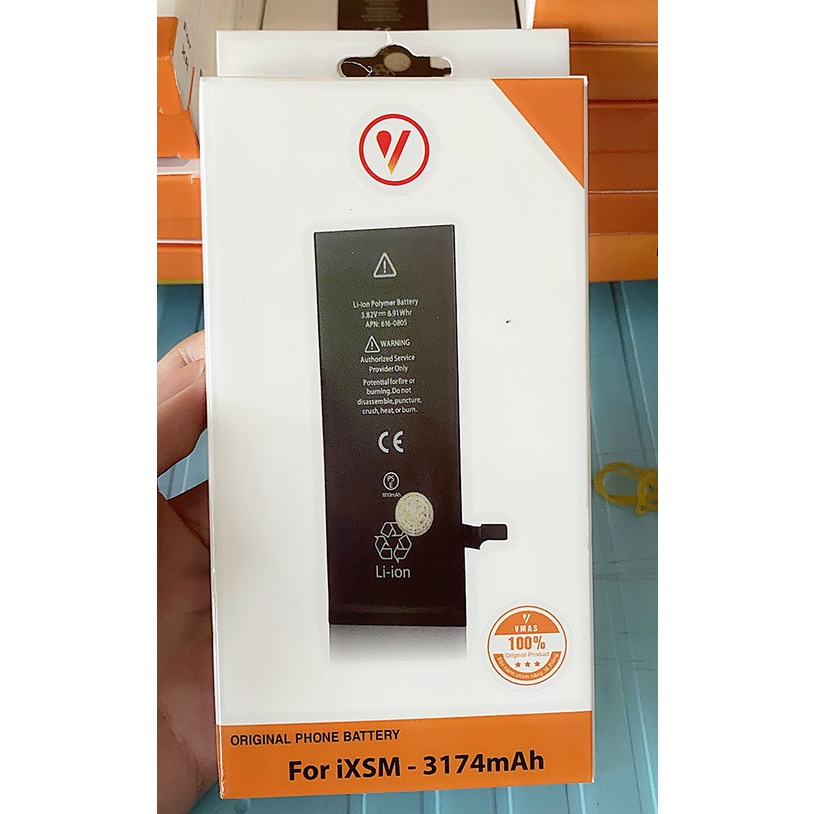 Li-ion Polymer Battery
3.82V 6.91Whr
APN: 616-0805
WARNING
Authorized Service
Provider Only
Potential for fire or
burning. Do not
disassemble, puncture,
crush, heat, or burn.
CE
PS
E
1810mAh
Li-ion
VMAS
100%
Original Product
ORIGINAL PHONE BATTERY
For iXSM - 3174mAh